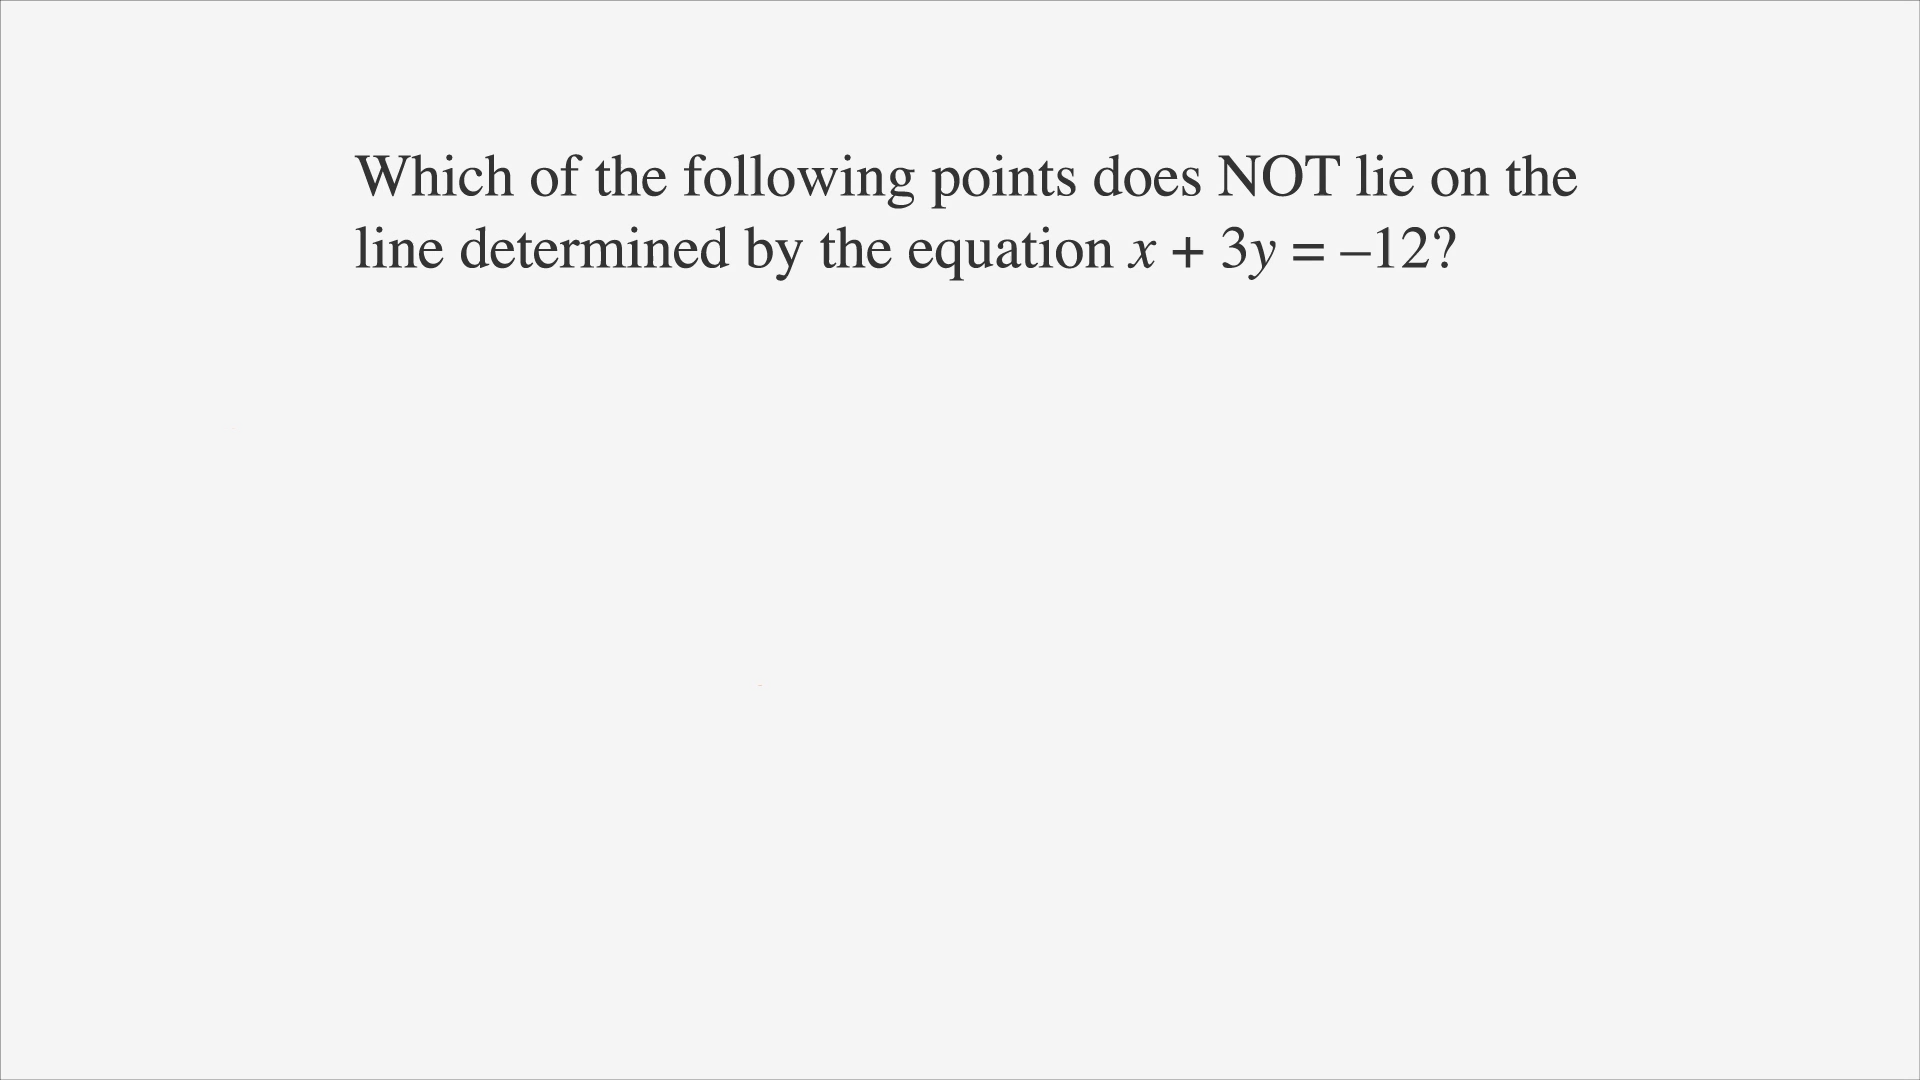 Which of the following points does NOT lie on the
line determined by the equation x + 3y = –12?